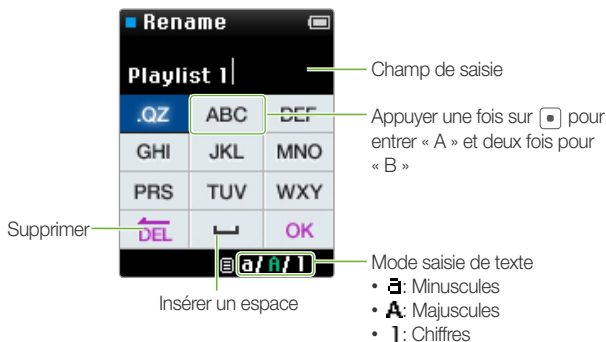 Rename
Playlist 1
Champ de saisie
.QZ ABC DEF
Appuyer une fois sur pour
entrer « A » et deux fois pour
« B »
GHI JKL MNO
PRS TUV WXY
Supprimer
DEL OK
a/A/1
Insérer un espace
Mode saisie de texte
• a: Minuscules
• A: Majuscules
• 1: Chiffres